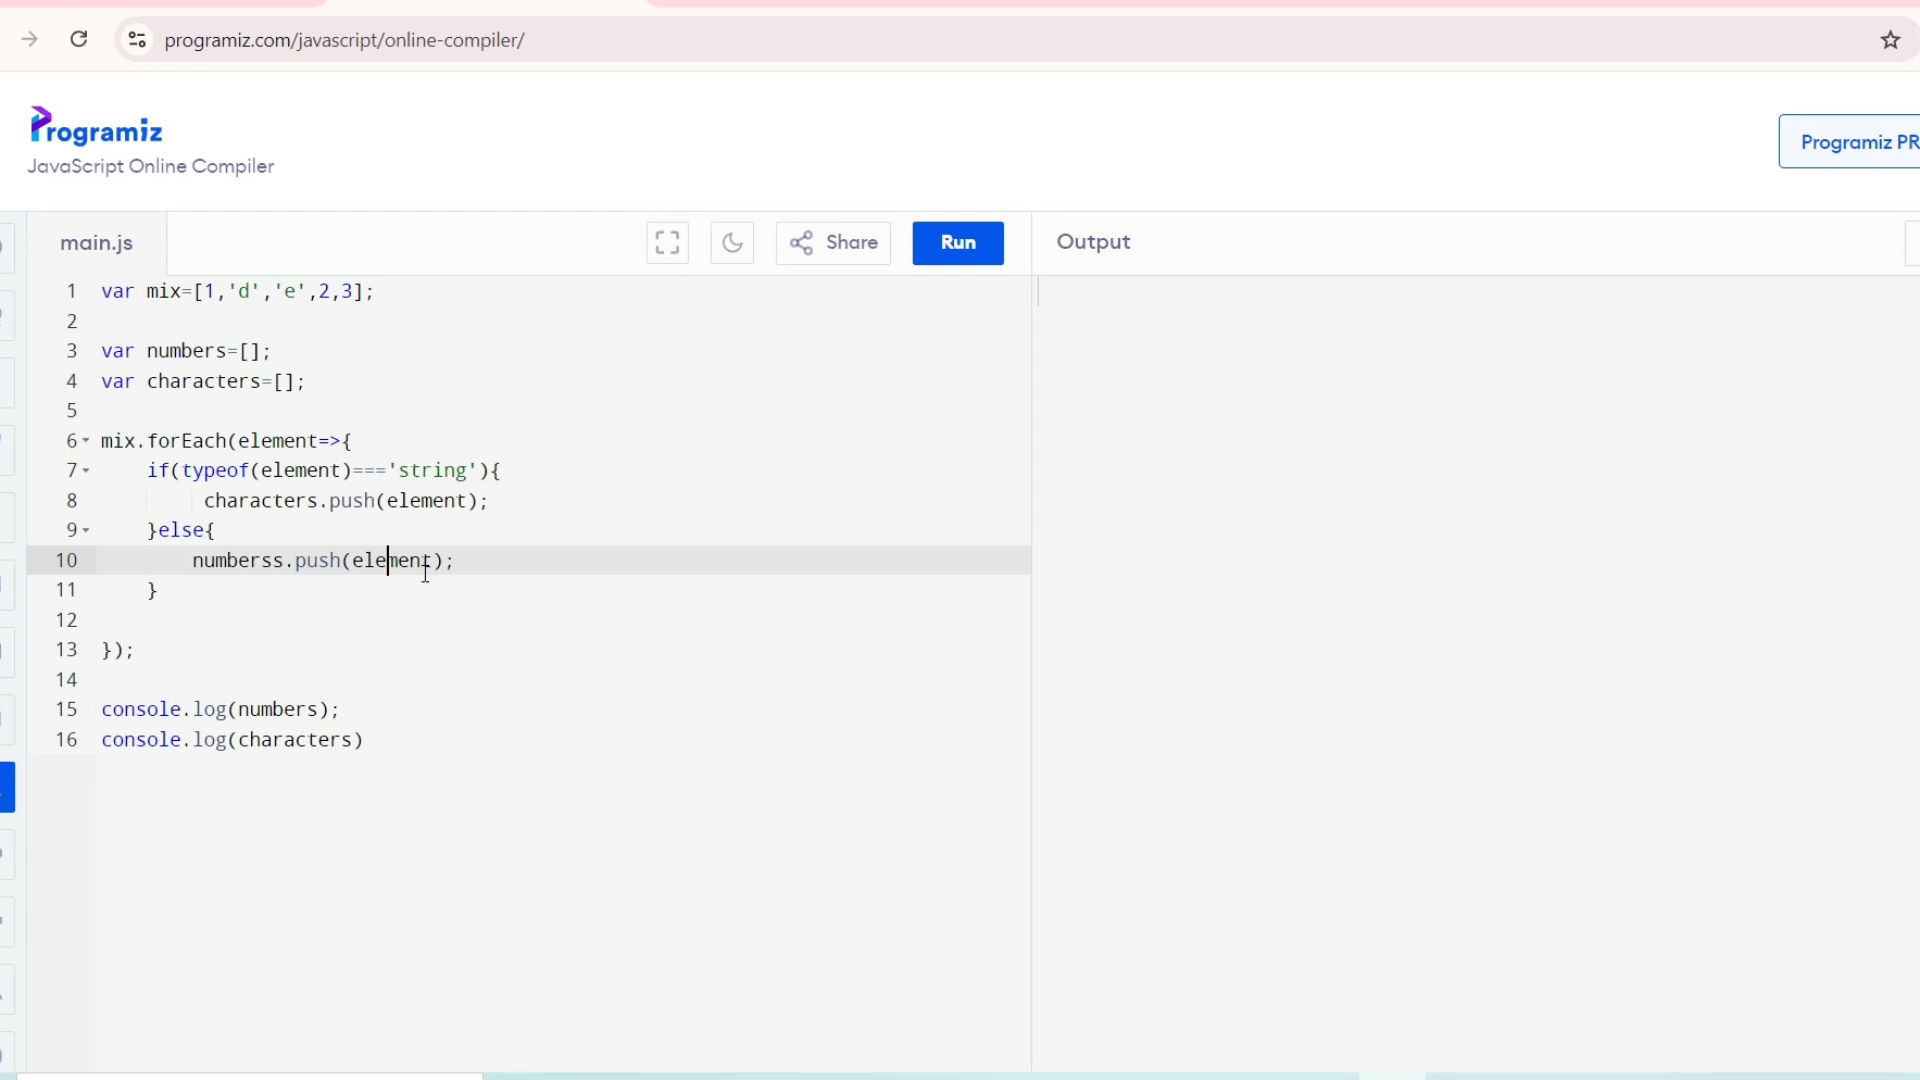 programiz.com/javascript/online-compiler/
Programiz
JavaScript Online Compiler
Programiz PR
main.js
Share
Run
Output
1 var mix=[1,'d','e',2,3];
2
3 var numbers=[];
4 var characters=[];
5
6 mix.forEach(element=>{
7 if(typeof(element)==='string'){
8 characters.push(element);
9 }else{
10 numberss.push(element);
11 }
12
13 });
14
15 console.log(numbers);
16 console.log(characters)